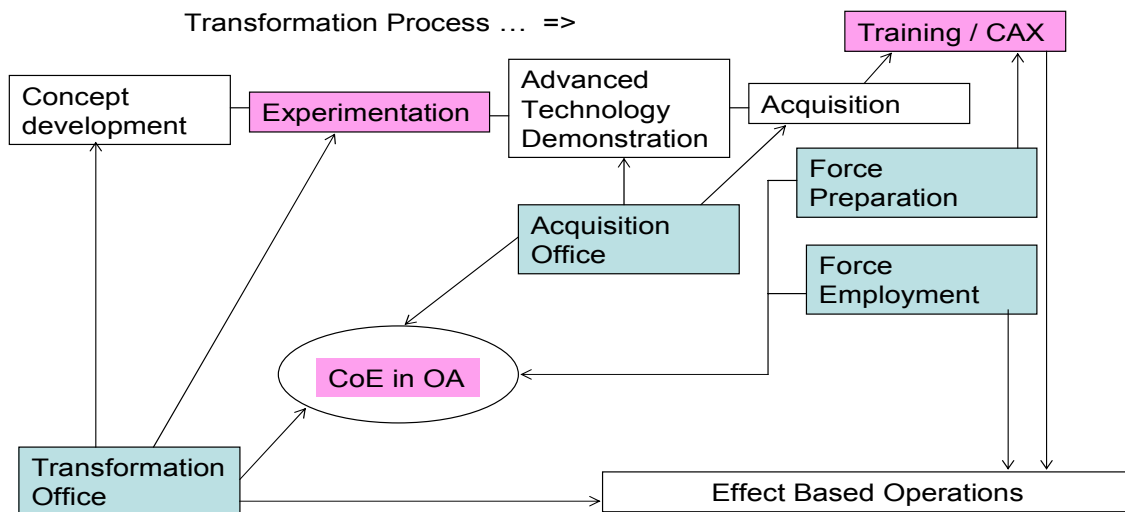 Transformation Process ... =>
Training / CAX
Concept
development
Experimentation
Advanced
Technology
Demonstration
Acquisition
Force
Preparation
Acquisition
Office
Force
Employment
CoE in OA
Transformation
Office
Effect Based Operations